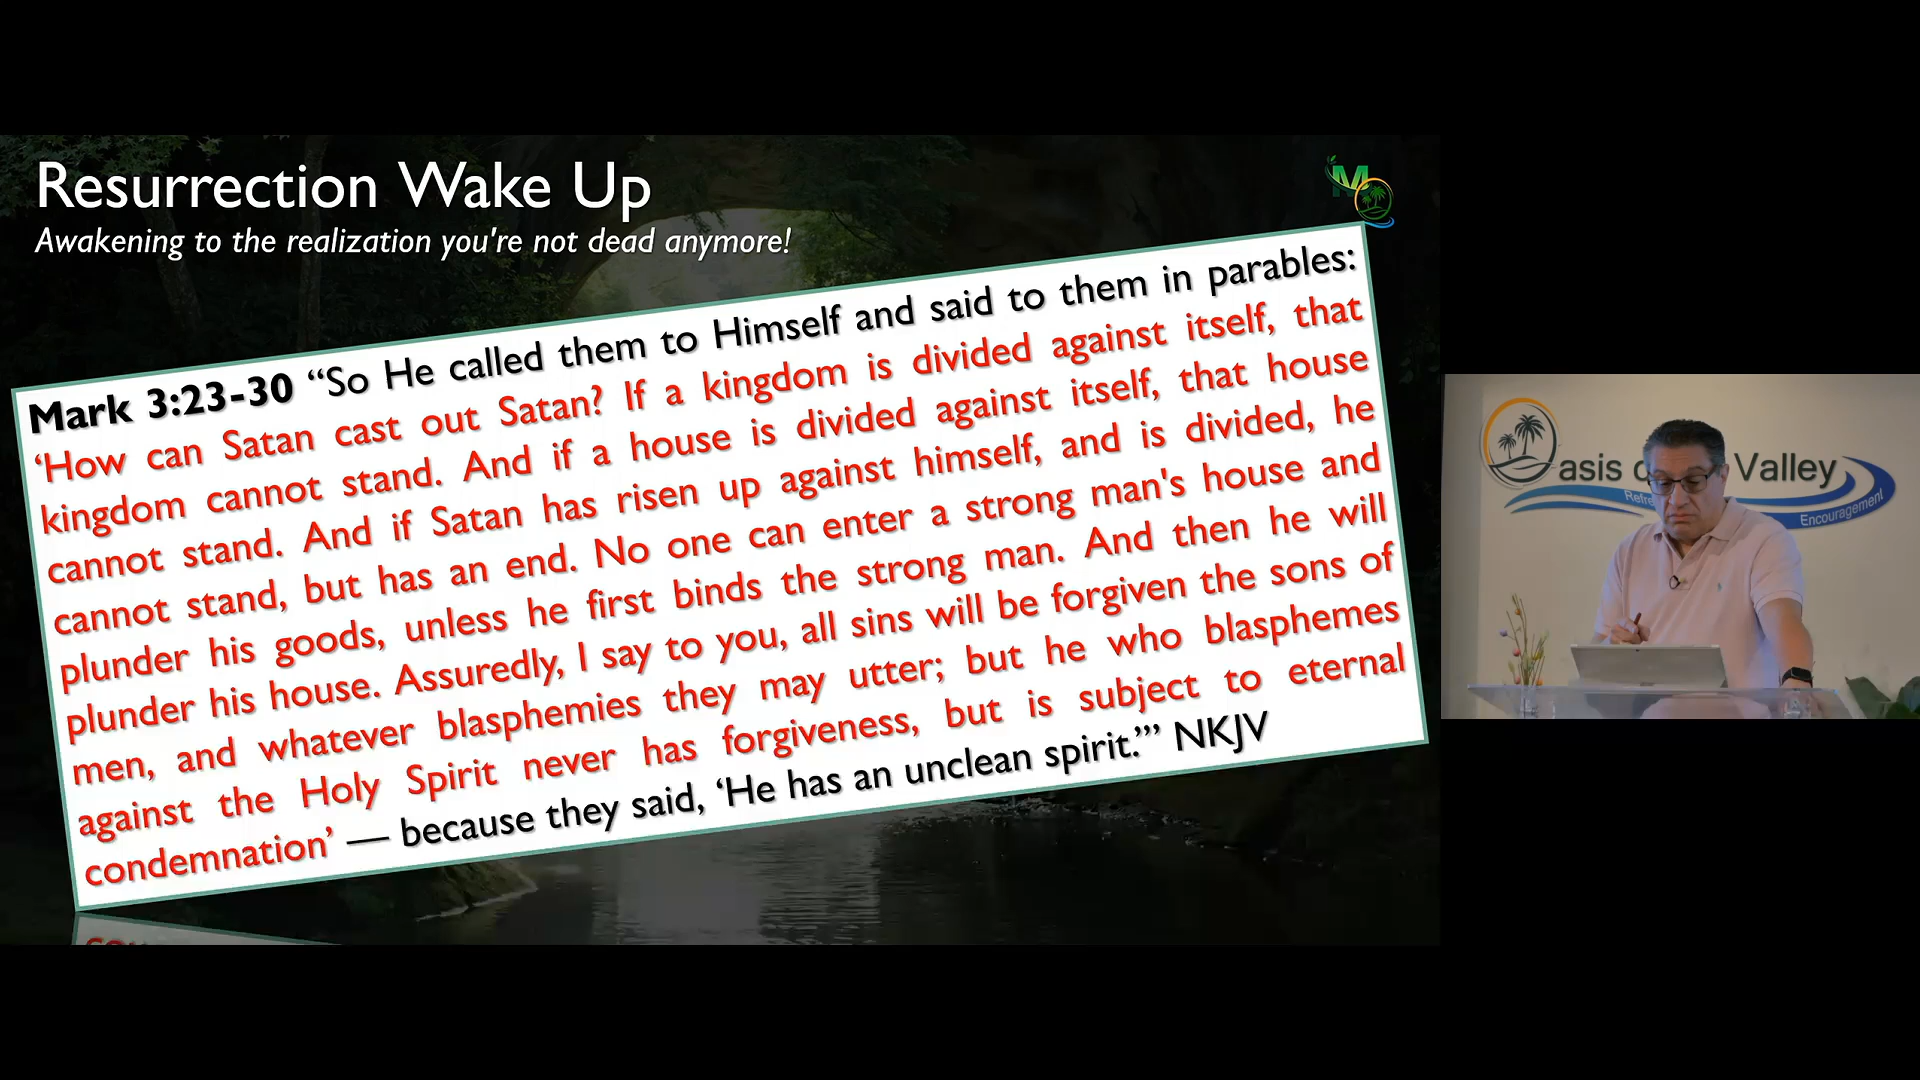 Resurrection Wake Up
Awakening to the realization you're not dead anymore!
M
Mark 3:23-30 “So He called them to Himself and said to them in parables:
‘How can Satan cast out Satan? If a kingdom is divided against itself, that
kingdom cannot stand. And if a house is divided against itself, that house
cannot stand. And if Satan has risen up against himself, and is divided, he
cannot stand, but has an end. No one can enter a strong man's house and
plunder his goods, unless he first binds the strong man. And then he will
plunder his house. Assuredly, I say to you, all sins will be forgiven the sons of
men, and whatever blasphemies they may utter; but he who blasphemes
against the Holy Spirit never has forgiveness, but is subject to eternal
condemnation’ — because they said, ‘He has an unclean spirit.’” NKJV
asis o Valley
Refre
Encouragement